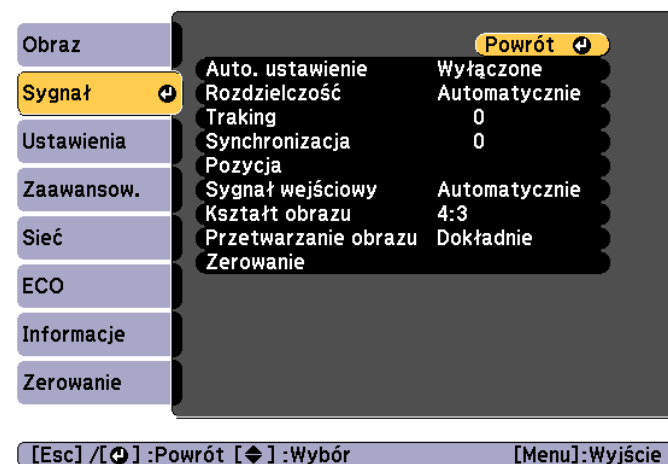 Obraz
Sygnał
Ustawienia
Zaawansow.
Sieć
ECO
Informacje
Zerowanie
Powrót
Auto. ustawienie Wyłączone
Rozdzielczość Automatycznie
Traking 0
Synchronizacja 0
Pozycja
Sygnał wejściowy Automatycznie
Kształt obrazu 4:3
Przetwarzanie obrazu Dokładnie
Zerowanie
[Esc] /[⏎] :Powrót [◆] :Wybór [Menu]:Wyjście